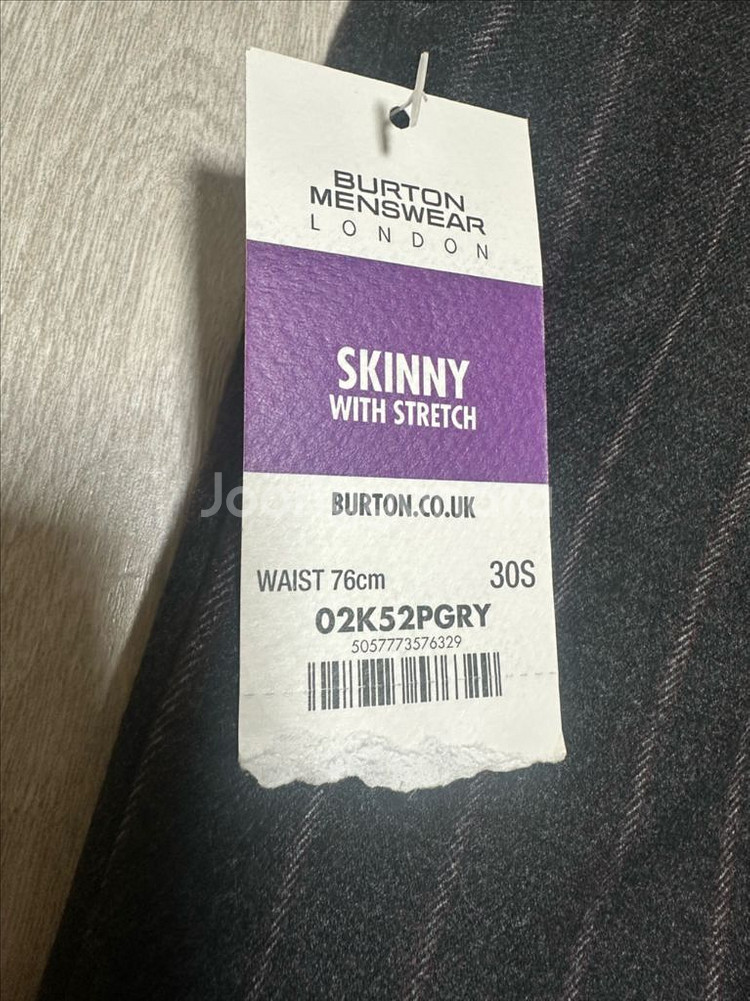 BURTON
MENSWEAR
LONDON
SKINNY
WITH STRETCH
BURTON.CO.UK
WAIST 76cm 30S
02K52PGRY
5057773576329